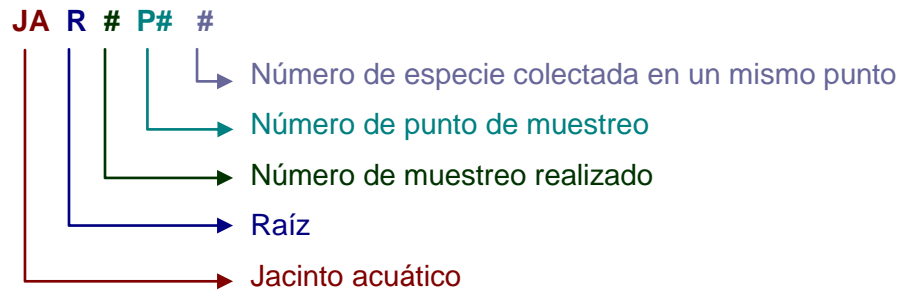 JA R # P# #
Número de especie colectada en un mismo punto
Número de punto de muestreo
Número de muestreo realizado
Raíz
Jacinto acuático